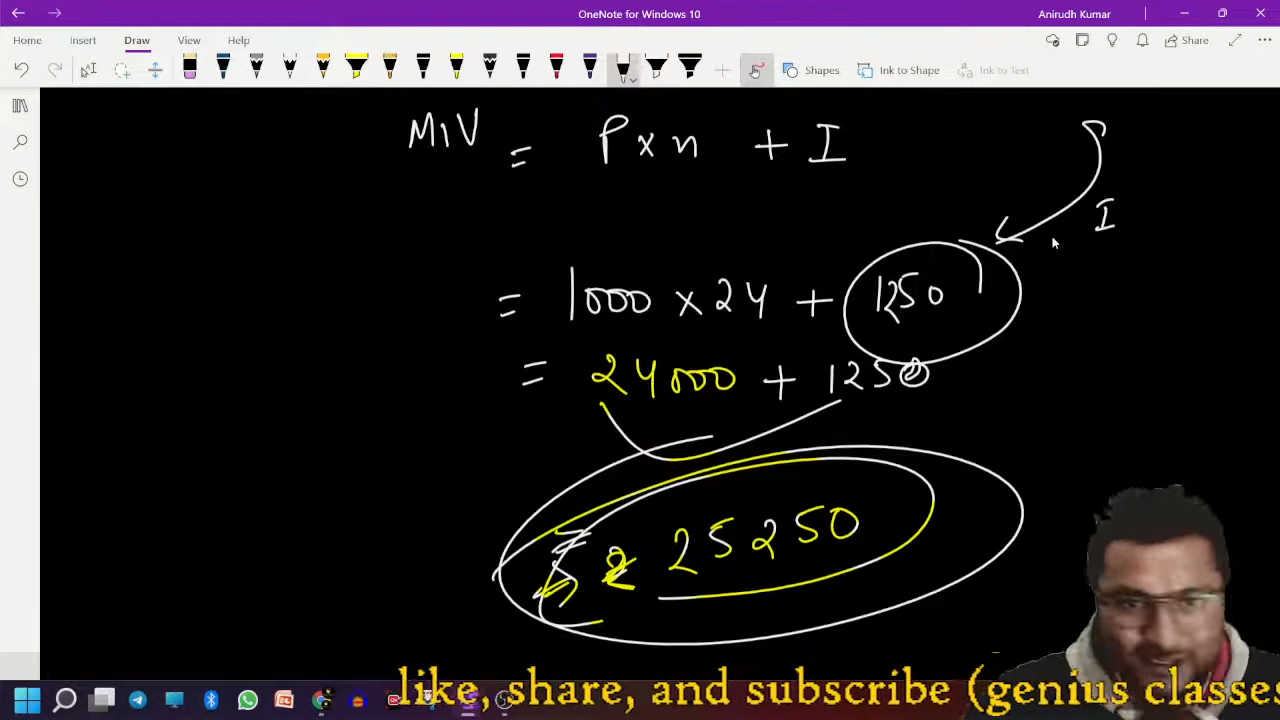 OneNote for Windows 10
Anirudh Kumar
Home Insert Draw View Help
Share
Shapes
Ink to Shape
Ink to Text
MIV = P x n + I
I
= 1000 x 24 + 1250
= 24000 + 1250
25250
like, share, and subscribe (genius classes